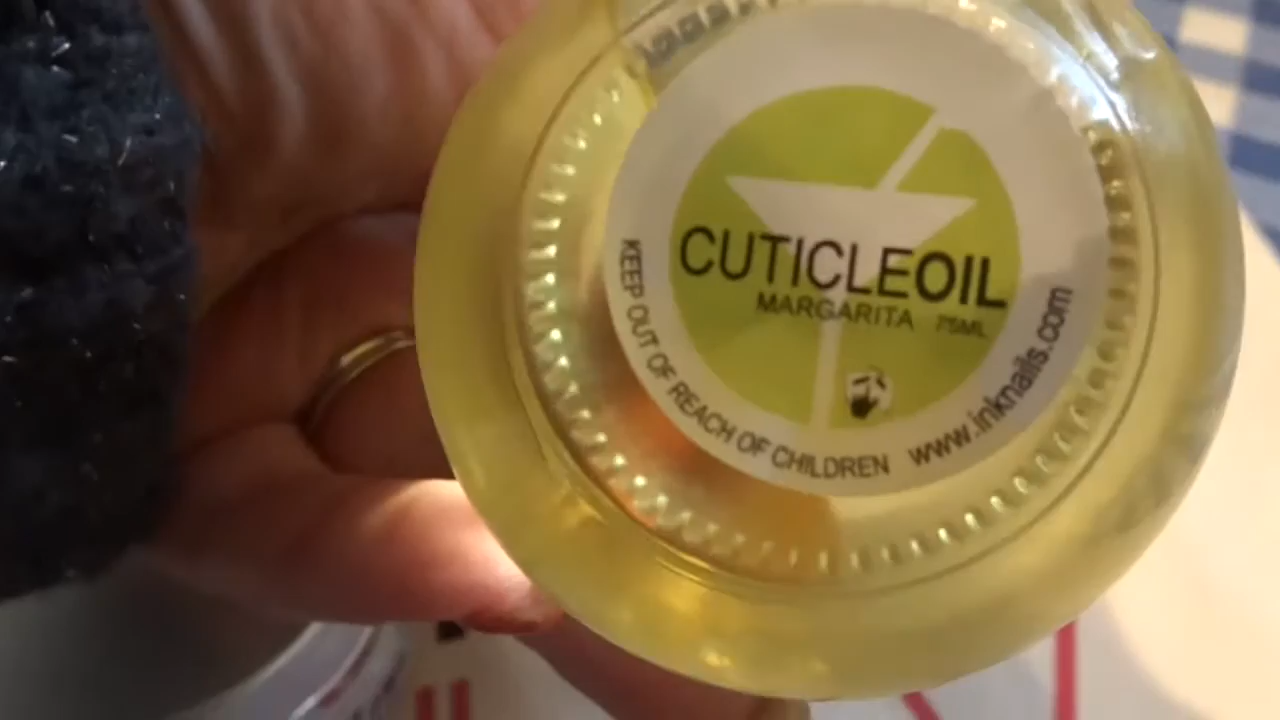 CUTICLEOIL
MARGARITA 75ML
KEEP OUT OF REACH OF CHILDREN
www.inknails.com